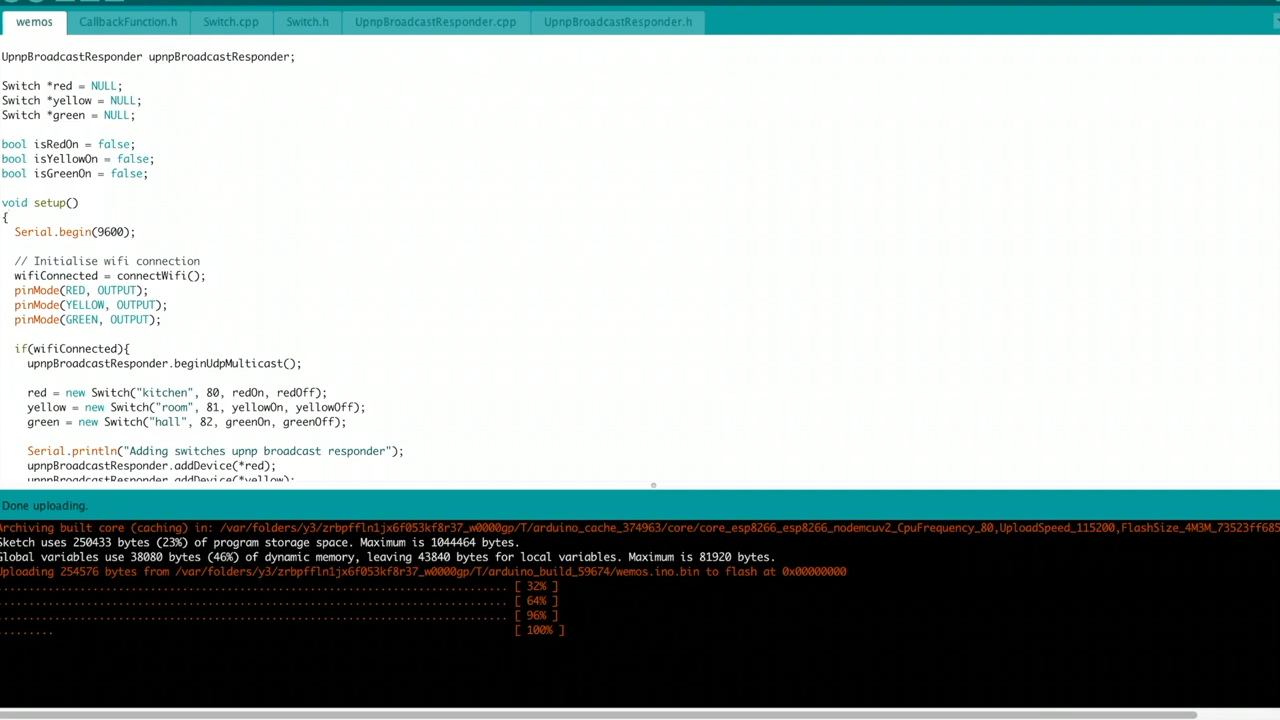 wemos CallbackFunction.h Switch.cpp Switch.h UpnpBroadcastResponder.cpp UpnpBroadcastResponder.h
UpnpBroadcastResponder upnpBroadcastResponder;
Switch *red = NULL;
Switch *yellow = NULL;
Switch *green = NULL;
bool isRedOn = false;
bool isYellowOn = false;
bool isGreenOn = false;
void setup()
{
Serial.begin(9600);
// Initialise wifi connection
wifiConnected = connectWifi();
pinMode(RED, OUTPUT);
pinMode(YELLOW, OUTPUT);
pinMode(GREEN, OUTPUT);
if(wifiConnected){
upnpBroadcastResponder.beginUdpMulticast();
red = new Switch("kitchen", 80, redOn, redOff);
yellow = new Switch("room", 81, yellowOn, yellowOff);
green = new Switch("hall", 82, greenOn, greenOff);
Serial.println("Adding switches upnp broadcast responder");
upnpBroadcastResponder.addDevice(*red);
upnpBroadcastResponder.addDevice(*yellow);
Done uploading.
Archiving built core (caching) in: /var/folders/y3/zrbpffln1jx6f053kf8r37_w0000gp/T/arduino_cache_374963/core/core_esp8266_esp8266_nodemcuv2_CpuFrequency_80,UploadSpeed_115200,FlashSize_4M3M_73523ff685
Sketch uses 250433 bytes (23%) of program storage space. Maximum is 1044464 bytes.
Global variables use 38080 bytes (46%) of dynamic memory, leaving 43840 bytes for local variables. Maximum is 81920 bytes.
Uploading 254576 bytes from /var/folders/y3/zrbpffln1jx6f053kf8r37_w0000gp/T/arduino_build_59674/wemos.ino.bin to flash at 0x00000000
................................................................................ [ 32% ]
................................................................................ [ 64% ]
................................................................................ [ 96% ]
......... [ 100% ]